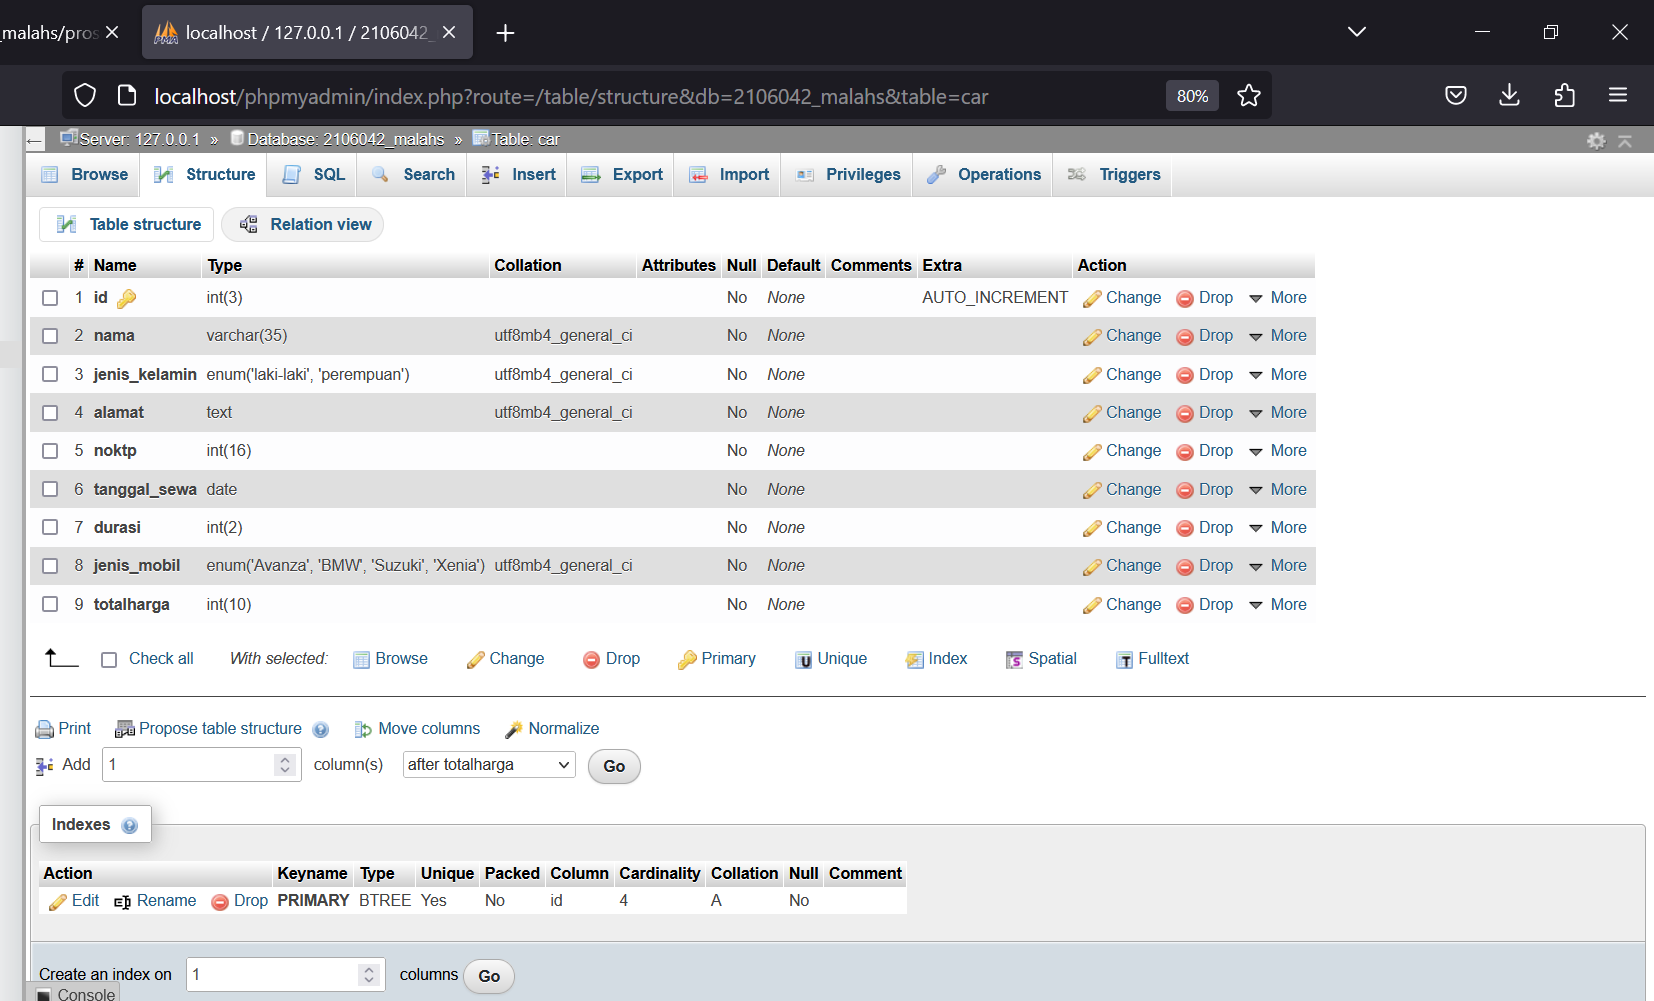 _malahs/pros
localhost / 127.0.0.1 / 2106042_
localhost/phpmyadmin/index.php?route=/table/structure&db=2106042_malahs&table=car 80%
Server: 127.0.0.1 » Database: 2106042_malahs » Table: car
Browse Structure SQL Search Insert Export Import Privileges Operations Triggers
Table structure Relation view
# Name Type Collation Attributes Null Default Comments Extra Action
1 id int(3) No None AUTO_INCREMENT Change Drop More
2 nama varchar(35) utf8mb4_general_ci No None Change Drop More
3 jenis_kelamin enum('laki-laki', 'perempuan') utf8mb4_general_ci No None Change Drop More
4 alamat text utf8mb4_general_ci No None Change Drop More
5 noktp int(16) No None Change Drop More
6 tanggal_sewa date No None Change Drop More
7 durasi int(2) No None Change Drop More
8 jenis_mobil enum('Avanza', 'BMW', 'Suzuki', 'Xenia') utf8mb4_general_ci No None Change Drop More
9 totalharga int(10) No None Change Drop More
Check all With selected: Browse Change Drop Primary Unique Index Spatial Fulltext
Print Propose table structure Move columns Normalize
Add 1 column(s) after totalharga Go
Indexes
Action Keyname Type Unique Packed Column Cardinality Collation Null Comment
Edit Rename Drop PRIMARY BTREE Yes No id 4 A No
Create an index on 1 columns Go
Console